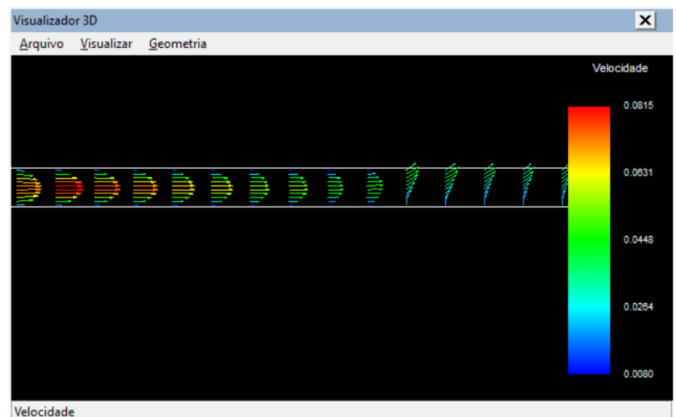 Visualizador 3D
Arquivo Visualizar Geometria
Velocidade
0.0815
0.0631
0.0448
0.0264
0.0080
Velocidade